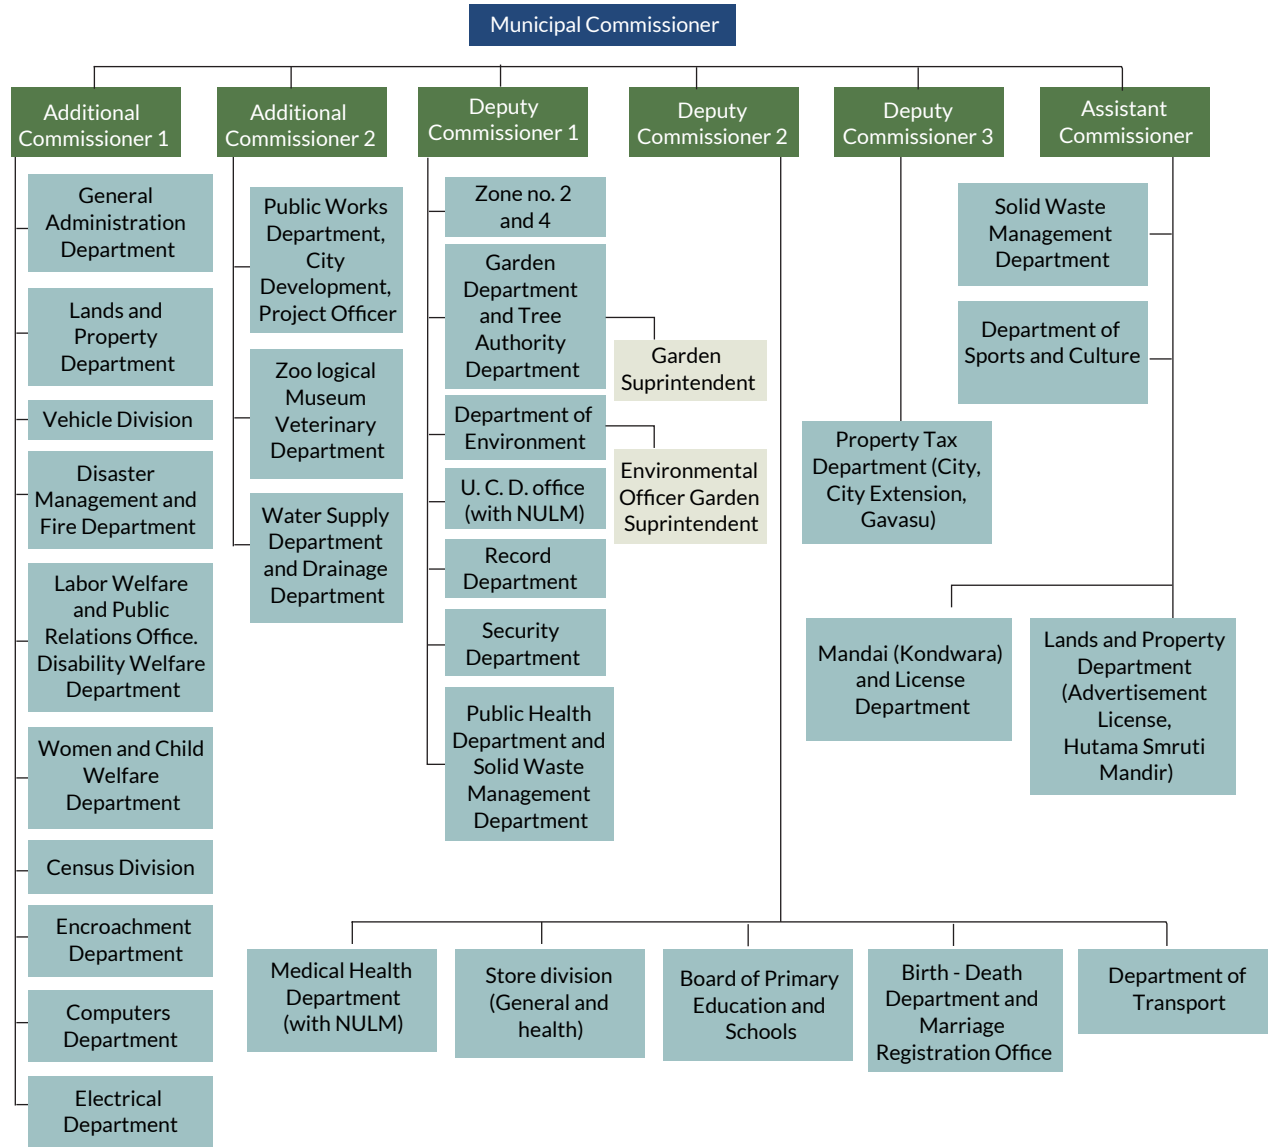 Municipal Commissioner
Additional
Commissioner 1
Additional
Commissioner 2
Deputy
Commissioner 1
Deputy
Commissioner 2
Deputy
Commissioner 3
Assistant
Commissioner
General
Administration
Department
Lands and
Property
Department
Vehicle Division
Disaster
Management and
Fire Department
Labor Welfare
and Public
Relations Office.
Disability Welfare
Department
Women and Child
Welfare
Department
Census Division
Encroachment
Department
Computers
Department
Electrical
Department
Public Works
Department,
City
Development,
Project Officer
Zoo logical
Museum
Veterinary
Department
Water Supply
Department
and Drainage
Department
Zone no. 2
and 4
Garden
Department
and Tree
Authority
Department
Garden
Suprintendent
Department of
Environment
Environmental
Officer Garden
Suprintendent
U. C. D. office
(with NULM)
Record
Department
Security
Department
Public Health
Department and
Solid Waste
Management
Department
Medical Health
Department
(with NULM)
Store division
(General and
health)
Board of Primary
Education and
Schools
Birth - Death
Department and
Marriage
Registration Office
Department of
Transport
Property Tax
Department (City,
City Extension,
Gavasu)
Solid Waste
Management
Department
Department of
Sports and Culture
Mandai (Kondwara)
and License
Department
Lands and Property
Department
(Advertisement
License,
Hutama Smruti
Mandir)